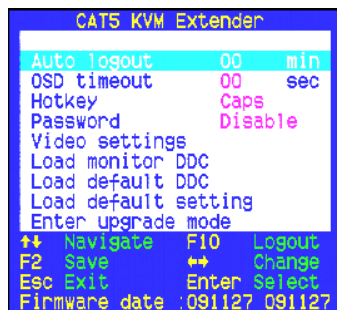 CAT5 KVM Extender
Auto logout 00 min
OSD timeout 00 sec
Hotkey Caps
Password Disable
Video settings
Load monitor DDC
Load default DDC
Load default setting
Enter upgrade mode
↑↓ Navigate F10 Logout
F2 Save ←→ Change
Esc Exit Enter Select
Firmware date :091127 091127